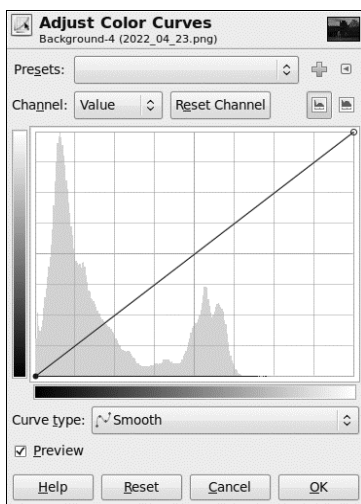 Adjust Color Curves
Background-4 (2022_04_23.png)
Presets:
Channel: Value Reset Channel
Curve type: Smooth
Preview
Help Reset Cancel OK